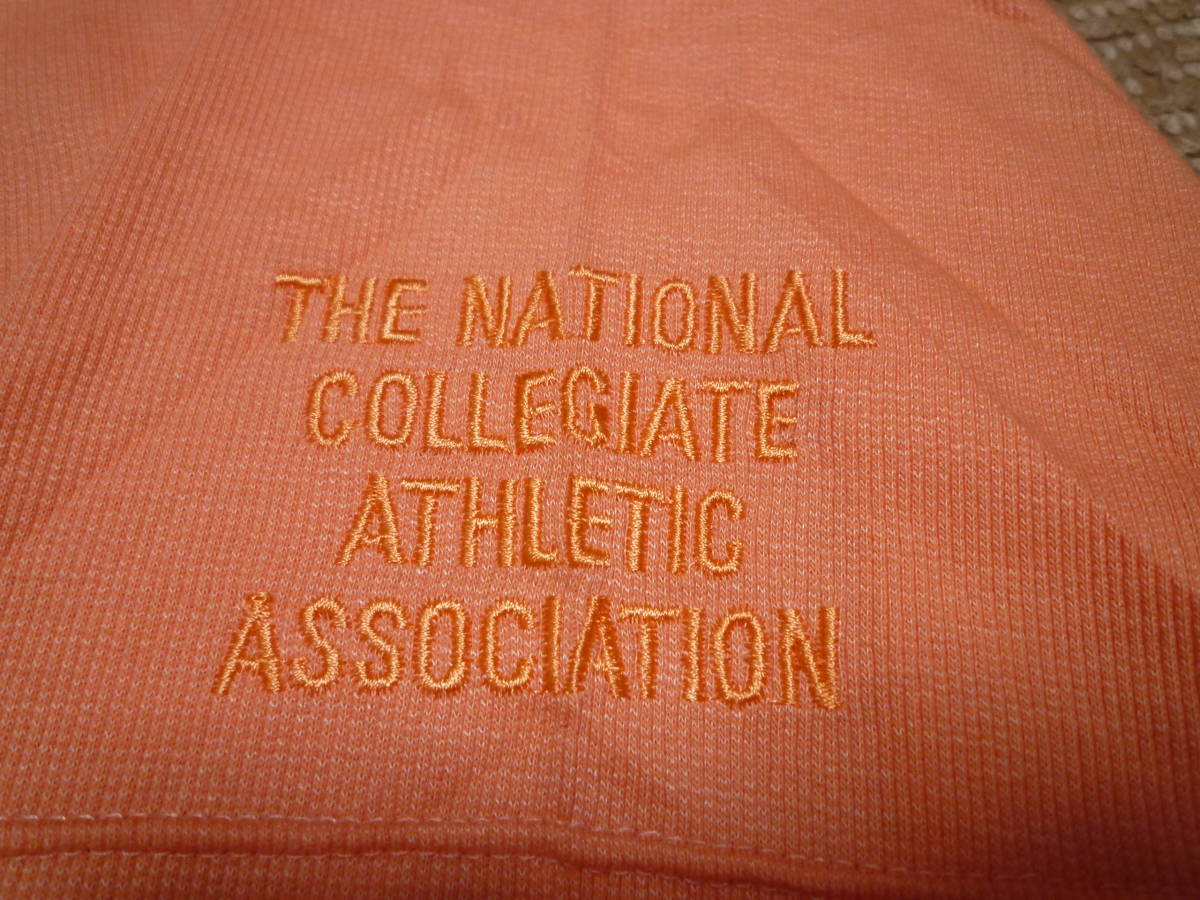 THE NATIONAL
COLLEGIATE
ATHLETIC
ASSOCIATION